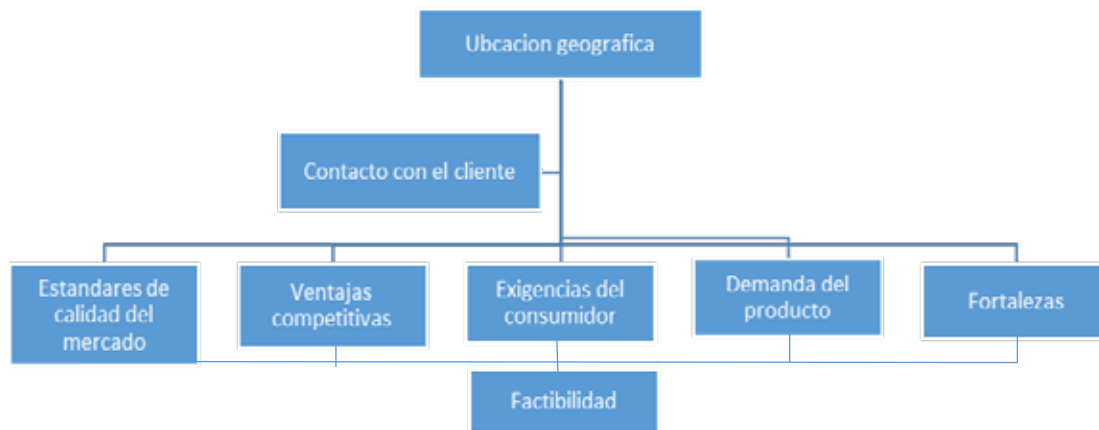 Ubcacion geografica
Contacto con el cliente
Estandares de
calidad del
mercado
Ventajas
competitivas
Exigencias del
consumidor
Demanda del
producto
Fortalezas
Factibilidad